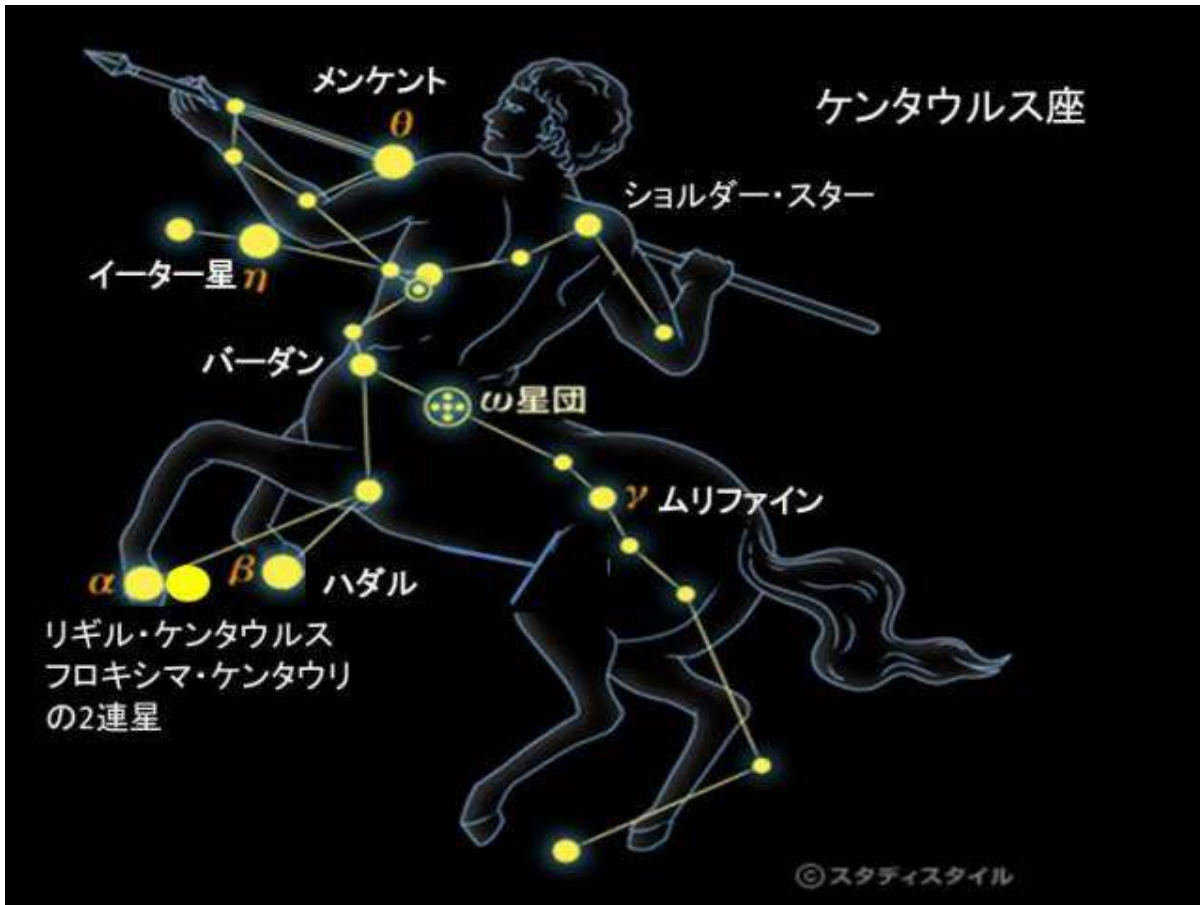 メンケント
θ
ケンタウルス座
ショルダー・スター
イーター星 η
バーダン
ω星団
γ ムリファイン
α
β ハダル
リギル・ケンタウルス
フロキシマ・ケンタウリ
の2連星
©スタディスタイル